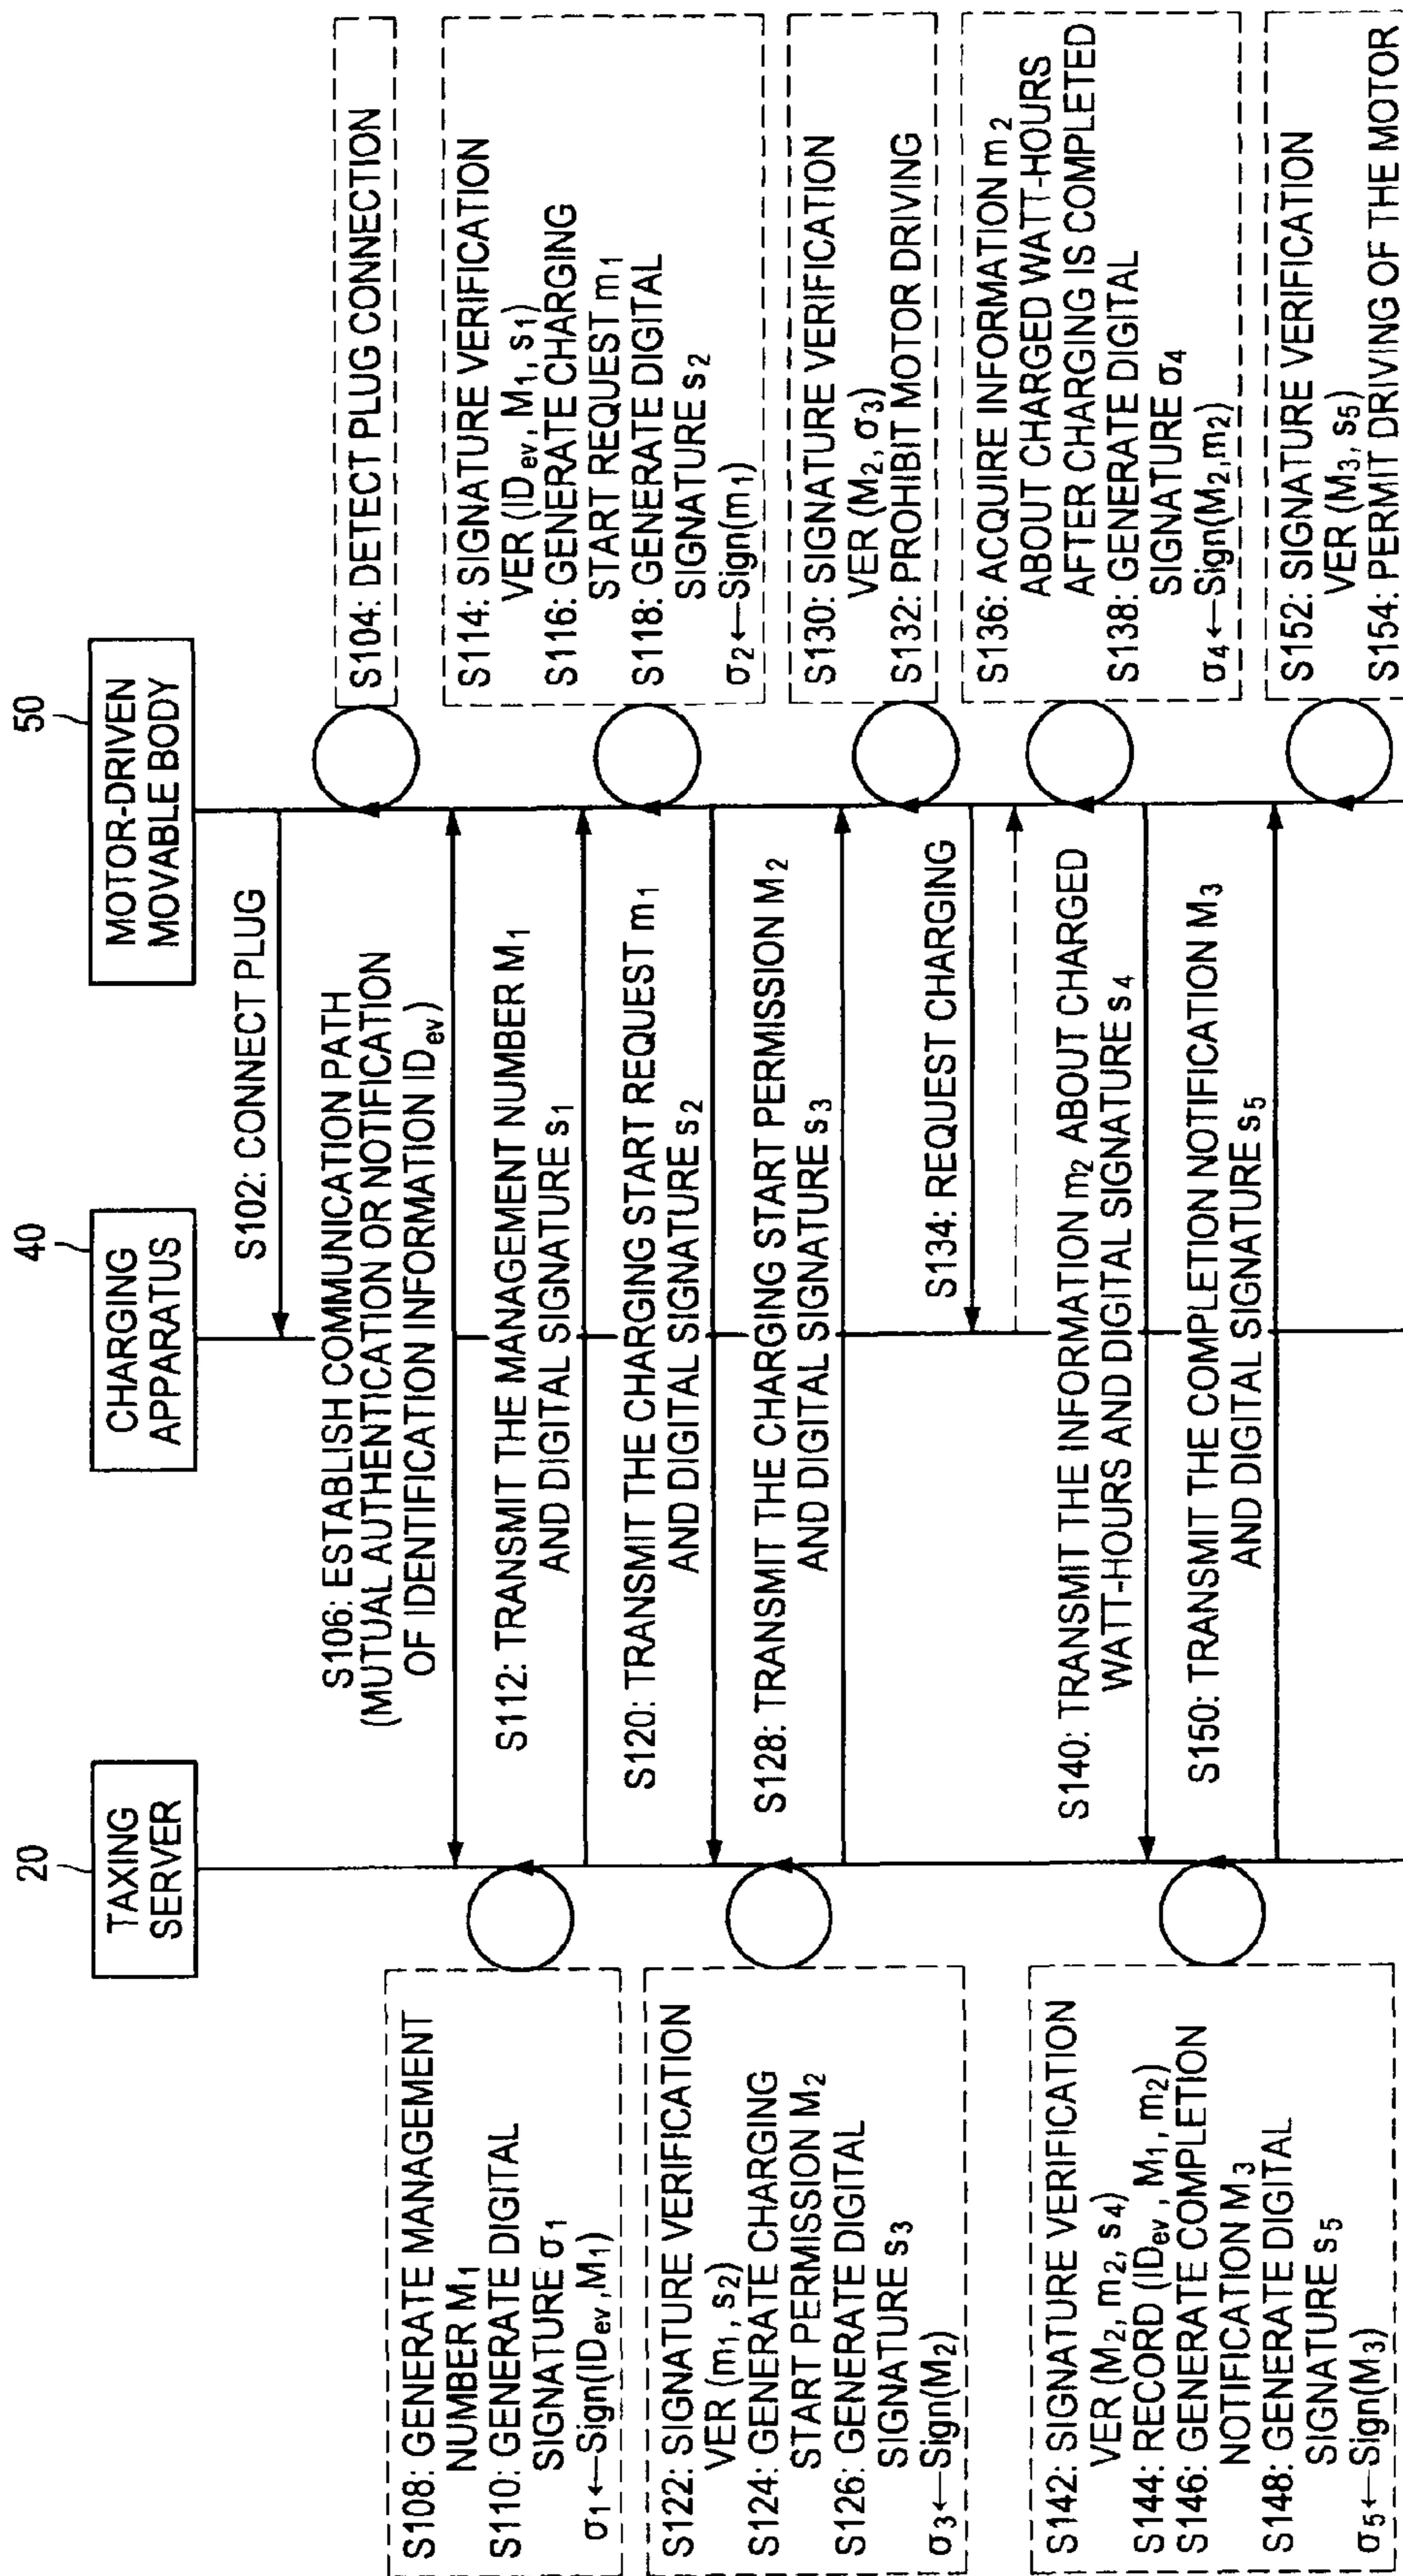 20
TAXING
SERVER
40
CHARGING
APPARATUS
50
MOTOR-DRIVEN
MOVABLE BODY
S102: CONNECT PLUG
S104: DETECT PLUG CONNECTION
S106: ESTABLISH COMMUNICATION PATH
(MUTUAL AUTHENTICATION OR NOTIFICATION
OF IDENTIFICATION INFORMATION ID_ev)
S108: GENERATE MANAGEMENT
NUMBER M₁
S110: GENERATE DIGITAL
SIGNATURE σ₁
σ₁←Sign(ID_ev, M₁)
S112: TRANSMIT THE MANAGEMENT NUMBER M₁
AND DIGITAL SIGNATURE s₁
S114: SIGNATURE VERIFICATION
VER (ID_ev, M₁, s₁)
S116: GENERATE CHARGING
START REQUEST m₁
S118: GENERATE DIGITAL
SIGNATURE s₂
σ₂←Sign(m₁)
S120: TRANSMIT THE CHARGING START REQUEST m₁
AND DIGITAL SIGNATURE s₂
S122: SIGNATURE VERIFICATION
VER (m₁, s₂)
S124: GENERATE CHARGING
START PERMISSION M₂
S126: GENERATE DIGITAL
SIGNATURE s₃
σ₃←Sign(M₂)
S128: TRANSMIT THE CHARGING START PERMISSION M₂
AND DIGITAL SIGNATURE s₃
S130: SIGNATURE VERIFICATION
VER (M₂, σ₃)
S132: PROHIBIT MOTOR DRIVING
S134: REQUEST CHARGING
S136: ACQUIRE INFORMATION m₂
ABOUT CHARGED WATT-HOURS
AFTER CHARGING IS COMPLETED
S138: GENERATE DIGITAL
SIGNATURE σ₄
σ₄←Sign(M₂,m₂)
S140: TRANSMIT THE INFORMATION m₂ ABOUT CHARGED
WATT-HOURS AND DIGITAL SIGNATURE s₄
S142: SIGNATURE VERIFICATION
VER (M₂, m₂, s₄)
S144: RECORD (ID_ev, M₁, m₂)
S146: GENERATE COMPLETION
NOTIFICATION M₃
S148: GENERATE DIGITAL
SIGNATURE s₅
σ₅←Sign(M₃)
S150: TRANSMIT THE COMPLETION NOTIFICATION M₃
AND DIGITAL SIGNATURE s₅
S152: SIGNATURE VERIFICATION
VER (M₃, s₅)
S154: PERMIT DRIVING OF THE MOTOR